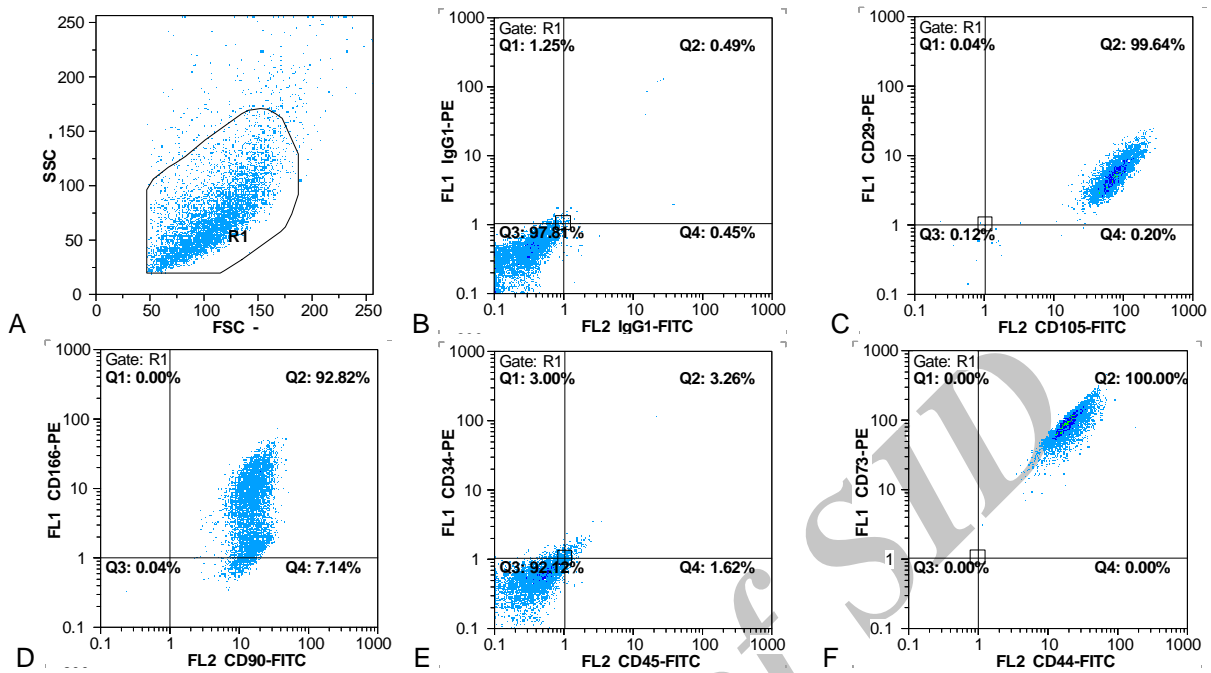 250
200
150
100
50
0
SSC -
R1
0 50 100 150 200 250
FSC -
A
1000
100
10
1
0.1
FL1 IgG1-PE
Gate: R1
Q1: 1.25% Q2: 0.49%
Q3: 97.81% Q4: 0.45%
0.1 1 10 100 1000
FL2 IgG1-FITC
B
1000
100
10
1
0.1
FL1 CD29-PE
Gate: R1
Q1: 0.04% Q2: 99.64%
Q3: 0.12% Q4: 0.20%
0.1 1 10 100 1000
FL2 CD105-FITC
C
1000
100
10
1
0.1
FL1 CD166-PE
Gate: R1
Q1: 0.00% Q2: 92.82%
Q3: 0.04% Q4: 7.14%
0.1 1 10 100 1000
FL2 CD90-FITC
D
1000
100
10
1
0.1
FL1 CD34-PE
Gate: R1
Q1: 3.00% Q2: 3.26%
Q3: 92.12% Q4: 1.62%
0.1 1 10 100 1000
FL2 CD45-FITC
E
1000
100
10
1
0.1
FL1 CD73-PE
Gate: R1
Q1: 0.00% Q2: 100.00%
Q3: 0.00% Q4: 0.00%
0.1 1 10 100 1000
FL2 CD44-FITC
F
of SID